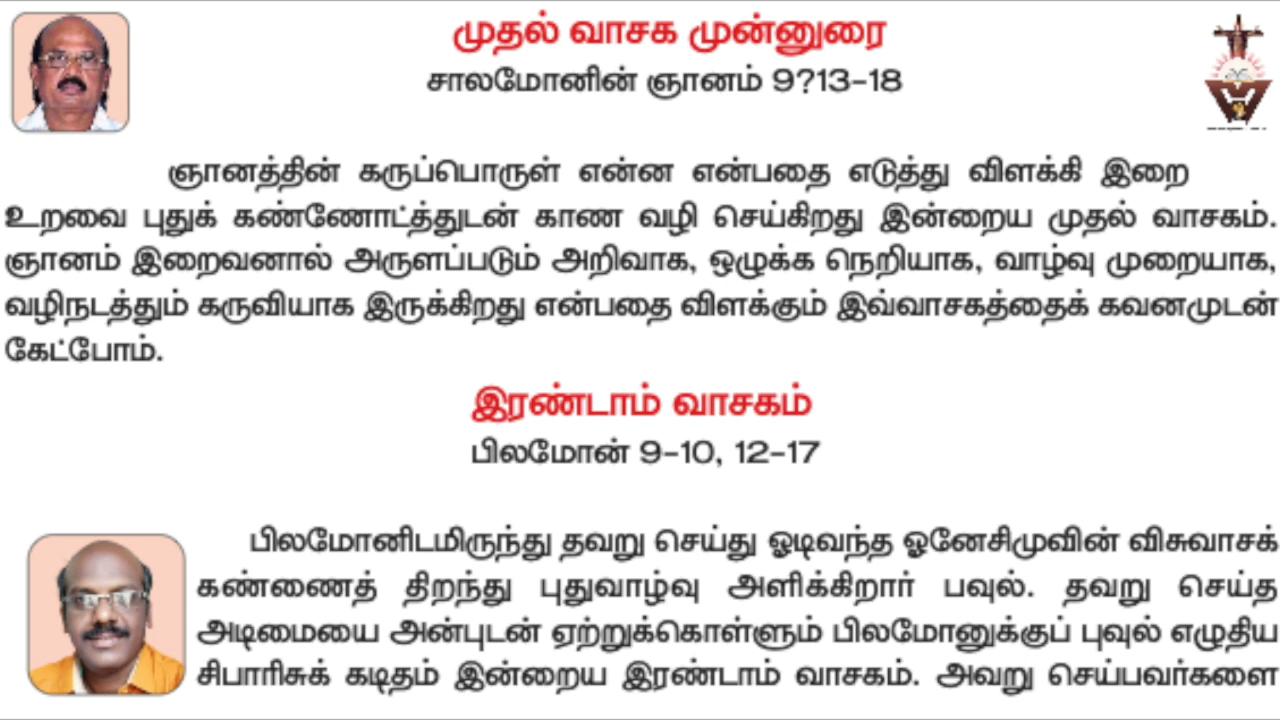 முதல் வாசக முன்னுரை
சாலமோனின் ஞானம் 9?13-18
ஞானத்தின் கருப்பொருள் என்ன என்பதை எடுத்து விளக்கி இறை
உறவை புதுக் கண்ணோட்த்துடன் காண வழி செய்கிறது இன்றைய முதல் வாசகம்.
ஞானம் இறைவனால் அருளப்படும் அறிவாக, ஒழுக்க நெறியாக, வாழ்வு முறையாக,
வழிநடத்தும் கருவியாக இருக்கிறது என்பதை விளக்கும் இவ்வாசகத்தைக் கவனமுடன்
கேட்போம்.
இரண்டாம் வாசகம்
பிலமோன் 9-10, 12-17
பிலமோனிடமிருந்து தவறு செய்து ஓடிவந்த ஓனேசிமுவின் விசுவாசக்
கண்ணைத் திறந்து புதுவாழ்வு அளிக்கிறார் பவுல். தவறு செய்த
அடிமையை அன்புடன் ஏற்றுக்கொள்ளும் பிலமோனுக்குப் புவுல் எழுதிய
சிபாரிசுக் கடிதம் இன்றைய இரண்டாம் வாசகம். அவறு செய்பவர்களை